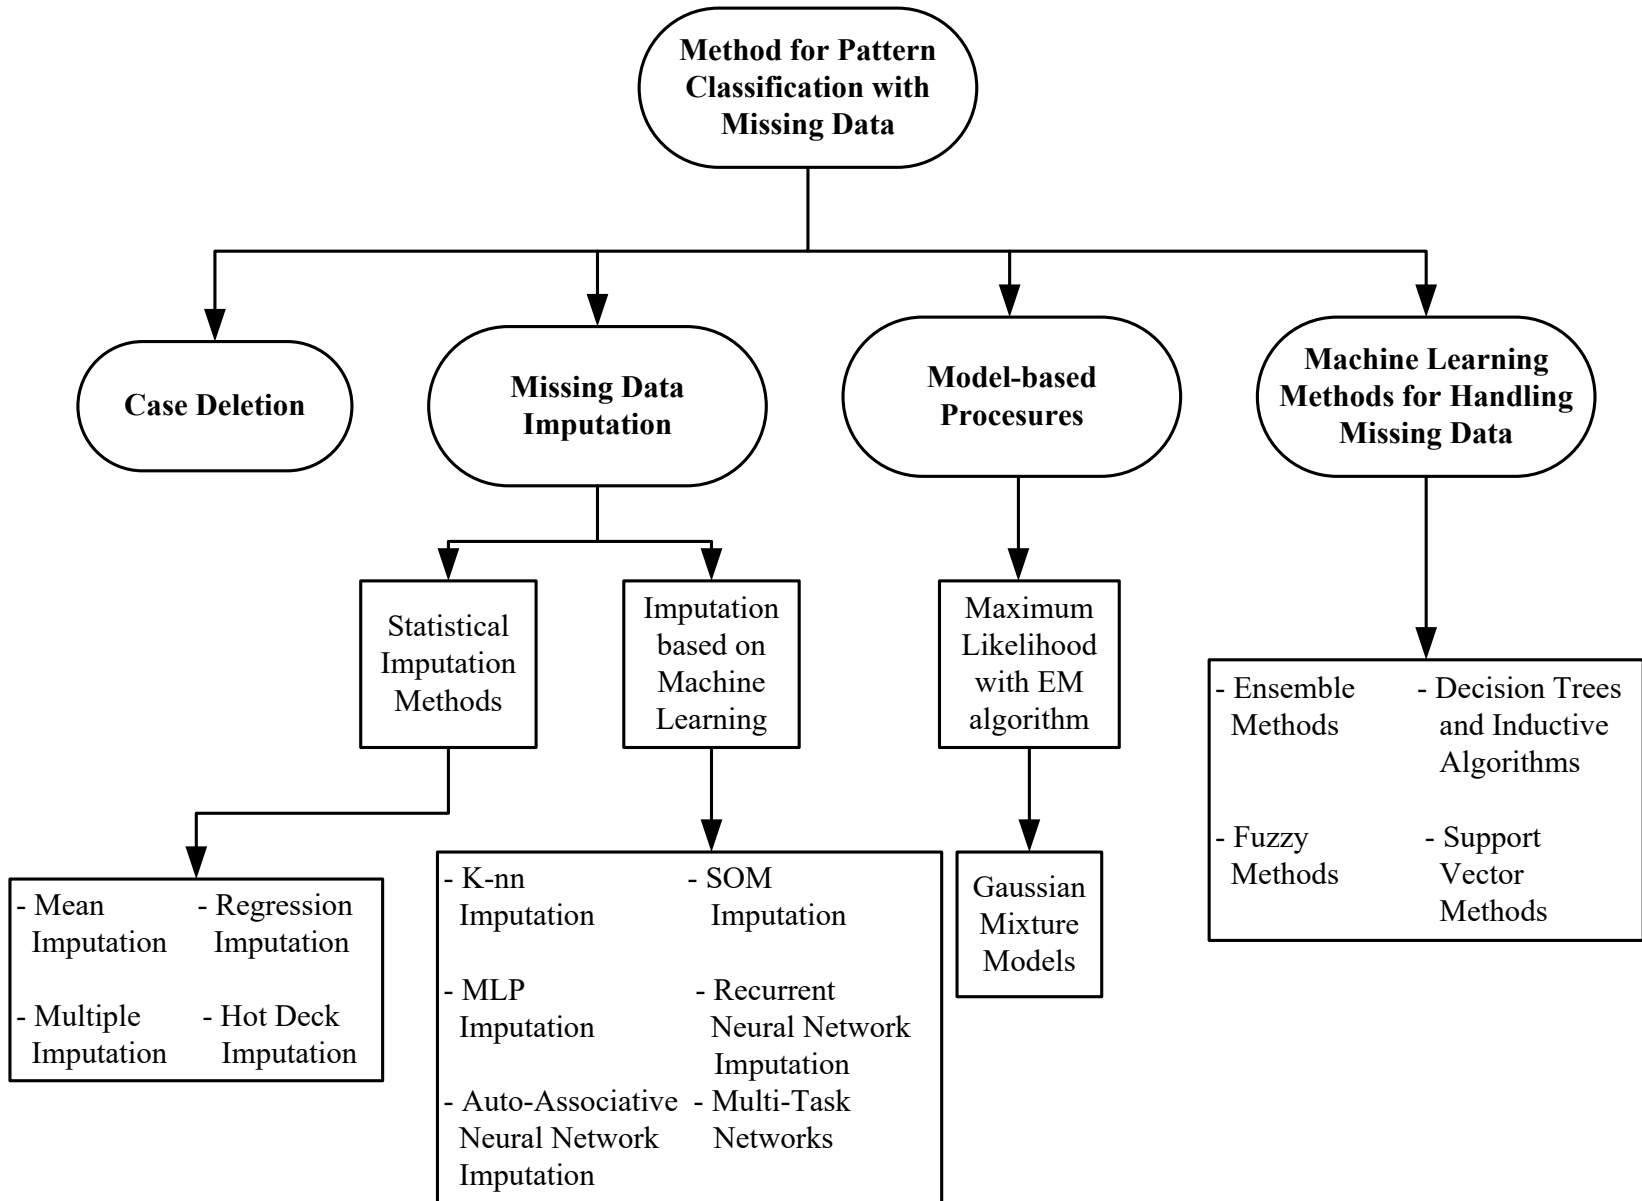 Method for Pattern
Classification with
Missing Data
Case Deletion
Missing Data
Imputation
Model-based
Procesures
Machine Learning
Methods for Handling
Missing Data
Statistical
Imputation
Methods
Imputation
based on
Machine
Learning
Maximum
Likelihood
with EM
algorithm
- Ensemble
Methods
- Decision Trees
and Inductive
Algorithms
- Fuzzy
Methods
- Support
Vector
Methods
- Mean
Imputation
- Regression
Imputation
- Multiple
Imputation
- Hot Deck
Imputation
- K-nn
Imputation
- SOM
Imputation
- MLP
Imputation
- Recurrent
Neural Network
Imputation
- Auto-Associative
Neural Network
Imputation
- Multi-Task
Networks
Gaussian
Mixture
Models